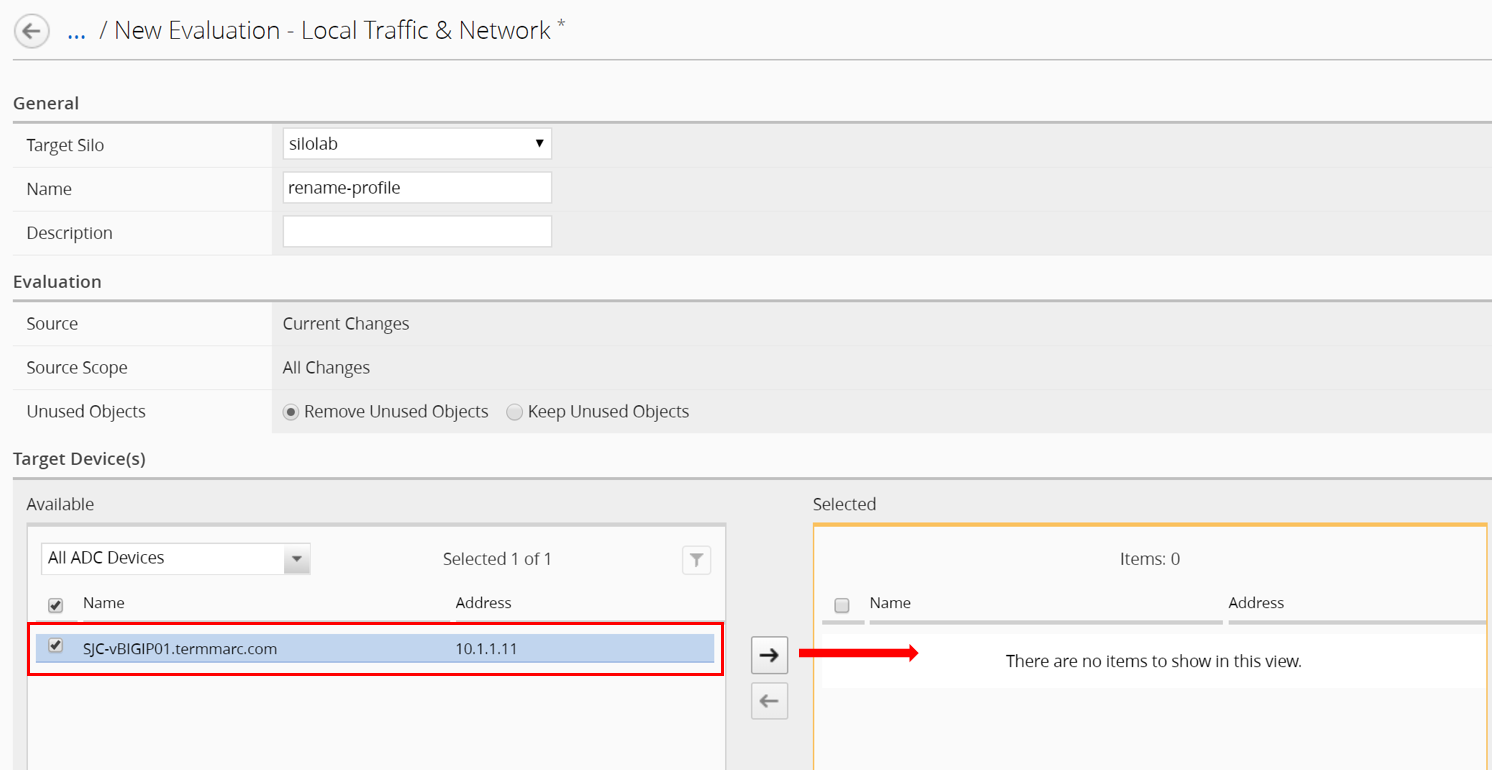 ... / New Evaluation - Local Traffic & Network *
General
Target Silo silolab
Name rename-profile
Description
Evaluation
Source Current Changes
Source Scope All Changes
Unused Objects Remove Unused Objects Keep Unused Objects
Target Device(s)
Available Selected
All ADC Devices Selected 1 of 1 Items: 0
Name Address Name Address
SJC-vBIGIP01.termmarc.com 10.1.1.11
There are no items to show in this view.